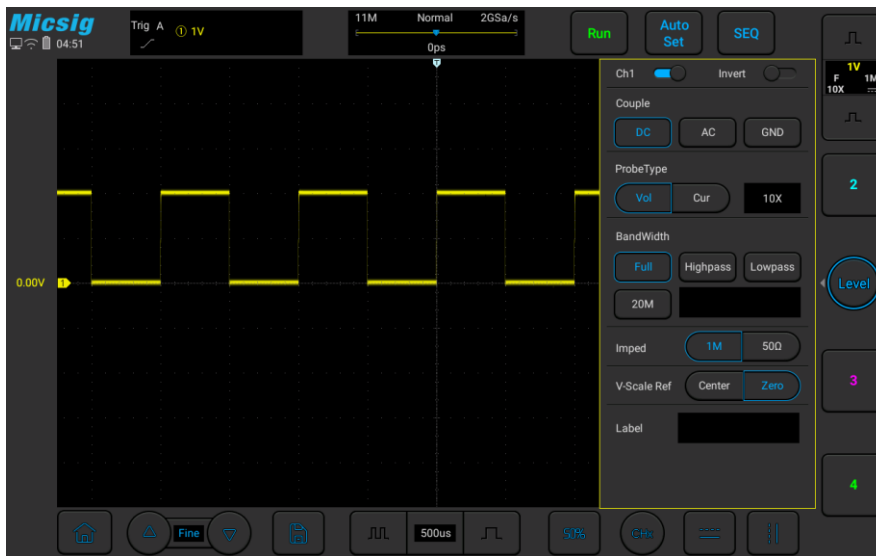 Micsig
04:51
Trig A ① 1V
11M Normal 2GSa/s
0ps
Run
Auto
Set
SEQ
T
Ch1
Invert
1V
F 1M
10X
Couple
DC AC GND
ProbeType
Vol Cur 10X
2
BandWidth
Full Highpass Lowpass
20M
0.00V
1
Level
Imped 1M 50Ω
V-Scale Ref Center Zero
3
Label
4
Fine
500us
50%